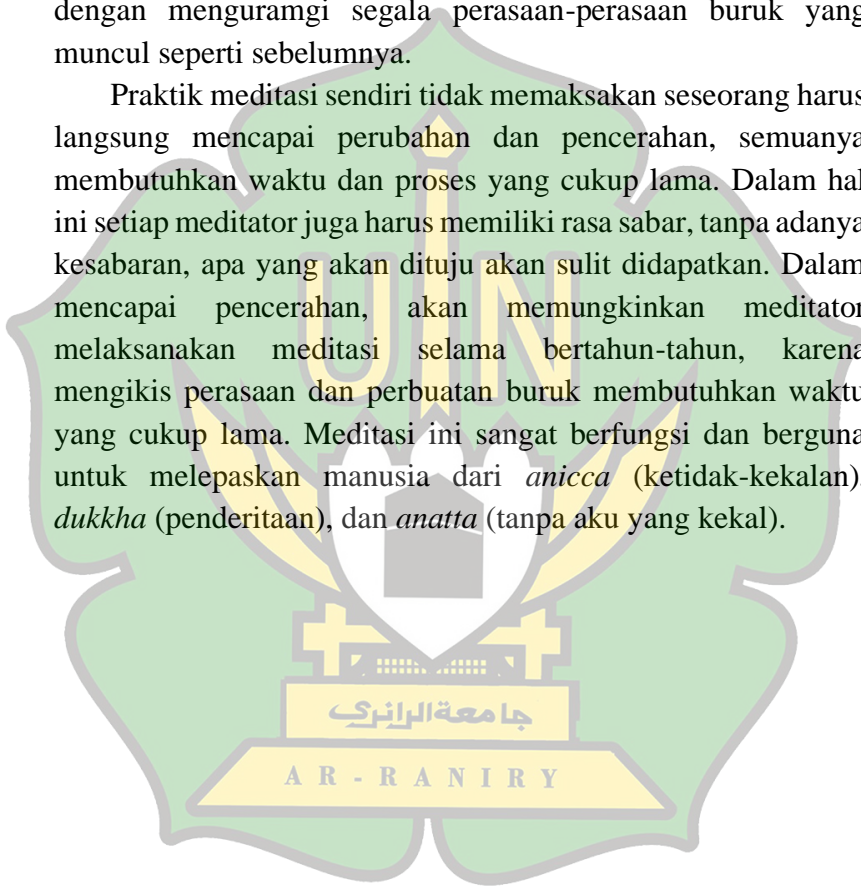 dengan menguramgi segala perasaan-perasaan buruk yang
muncul seperti sebelumnya.
Praktik meditasi sendiri tidak memaksakan seseorang harus
langsung mencapai perubahan dan pencerahan, semuanya
membutuhkan waktu dan proses yang cukup lama. Dalam hal
ini setiap meditator juga harus memiliki rasa sabar, tanpa adanya
kesabaran, apa yang akan dituju akan sulit didapatkan. Dalam
mencapai pencerahan, akan memungkinkan meditator
melaksanakan meditasi selama bertahun-tahun, karena
mengikis perasaan dan perbuatan buruk membutuhkan waktu
yang cukup lama. Meditasi ini sangat berfungsi dan berguna
untuk melepaskan manusia dari anicca (ketidak-kekalan),
dukkha (penderitaan), dan anatta (tanpa aku yang kekal).
UIN
جامعة الرانري
AR-RANIRY